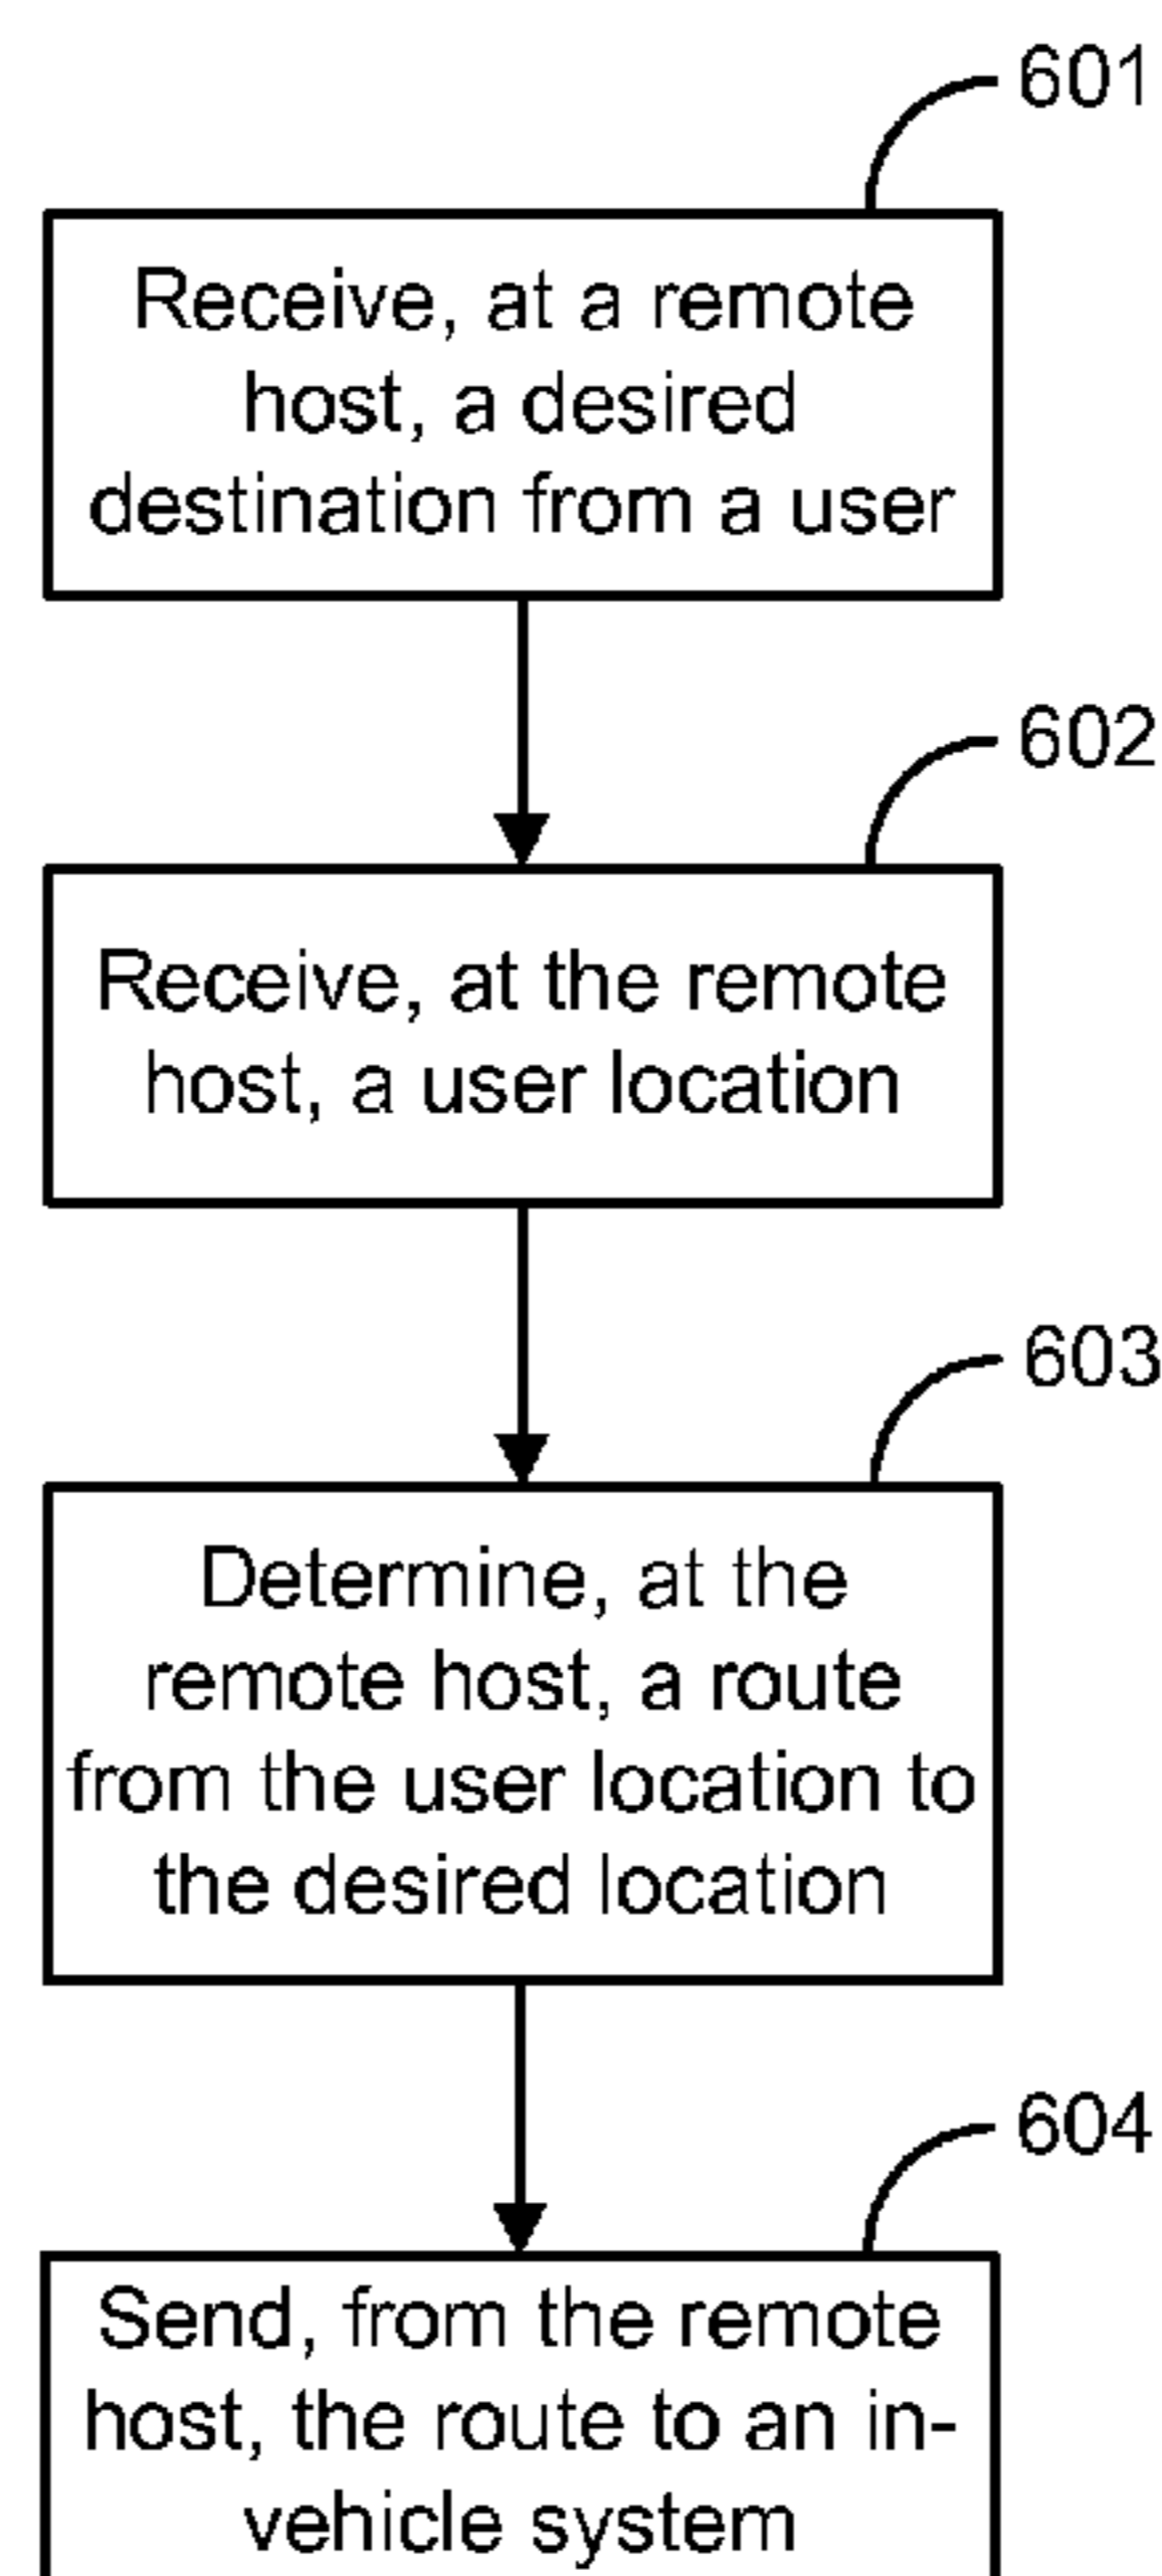 601
Receive, at a remote
host, a desired
destination from a user
602
Receive, at the remote
host, a user location
603
Determine, at the
remote host, a route
from the user location to
the desired location
604
Send, from the remote
host, the route to an in-
vehicle system